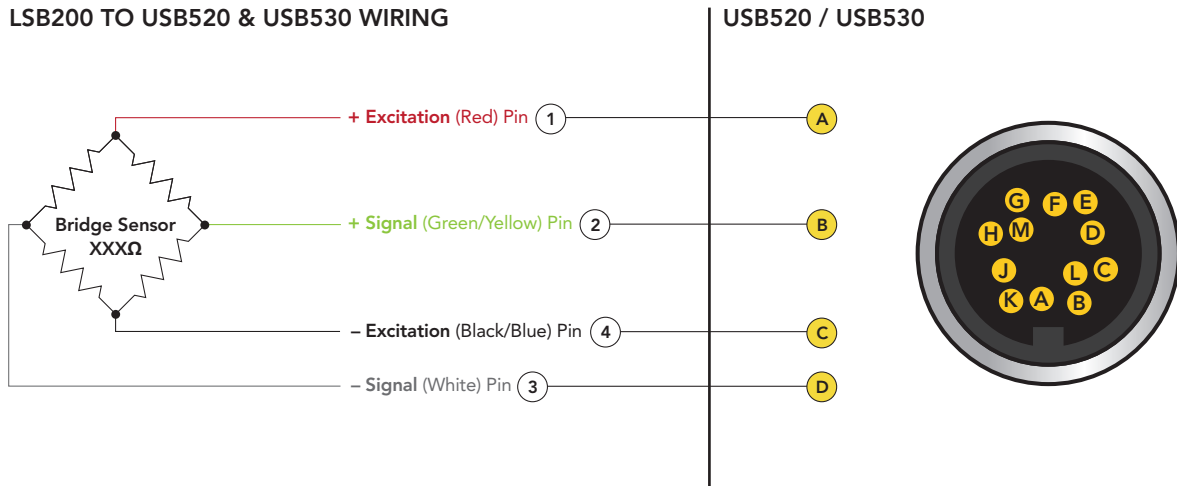 LSB200 TO USB520 & USB530 WIRING
USB520 / USB530
+ Excitation (Red) Pin 1 A
+ Signal (Green/Yellow) Pin 2 B
Bridge Sensor
XXXΩ
– Excitation (Black/Blue) Pin 4 C
– Signal (White) Pin 3 D
G F E
H M D
J L C
K A B